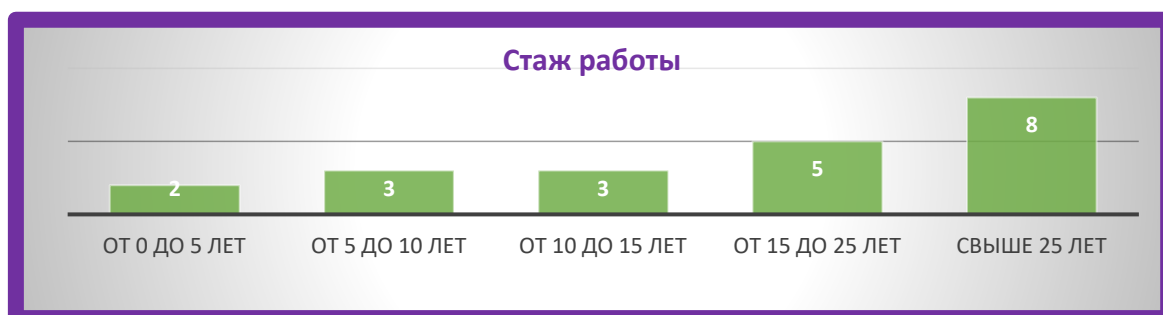 Стаж работы
2
3
3
5
8
ОТ 0 ДО 5 ЛЕТ
ОТ 5 ДО 10 ЛЕТ
ОТ 10 ДО 15 ЛЕТ
ОТ 15 ДО 25 ЛЕТ
СВЫШЕ 25 ЛЕТ